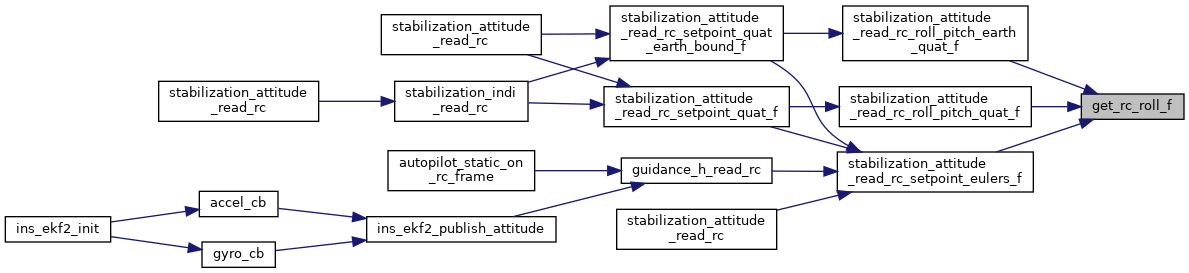 stabilization_attitude
_read_rc
stabilization_attitude
_read_rc_setpoint_quat
_earth_bound_f
stabilization_attitude
_read_rc_roll_pitch_earth
_quat_f
stabilization_attitude
_read_rc
stabilization_indi
_read_rc
stabilization_attitude
_read_rc_setpoint_quat_f
stabilization_attitude
_read_rc_roll_pitch_quat_f
get_rc_roll_f
autopilot_static_on
_rc_frame
guidance_h_read_rc
stabilization_attitude
_read_rc_setpoint_eulers_f
accel_cb
ins_ekf2_init
ins_ekf2_publish_attitude
stabilization_attitude
_read_rc
gyro_cb